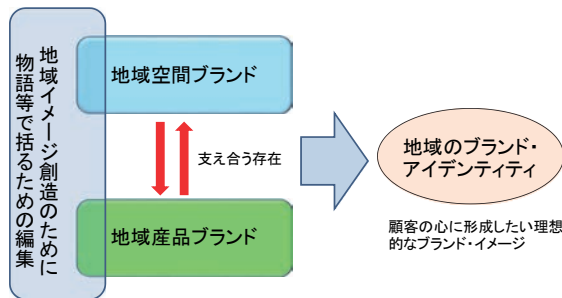 地域イメージ創造のために
物語等で括るための編集
地域空間ブランド
支え合う存在
地域産品ブランド
地域のブランド・
アイデンティティ
顧客の心に形成したい理想
的なブランド・イメージ